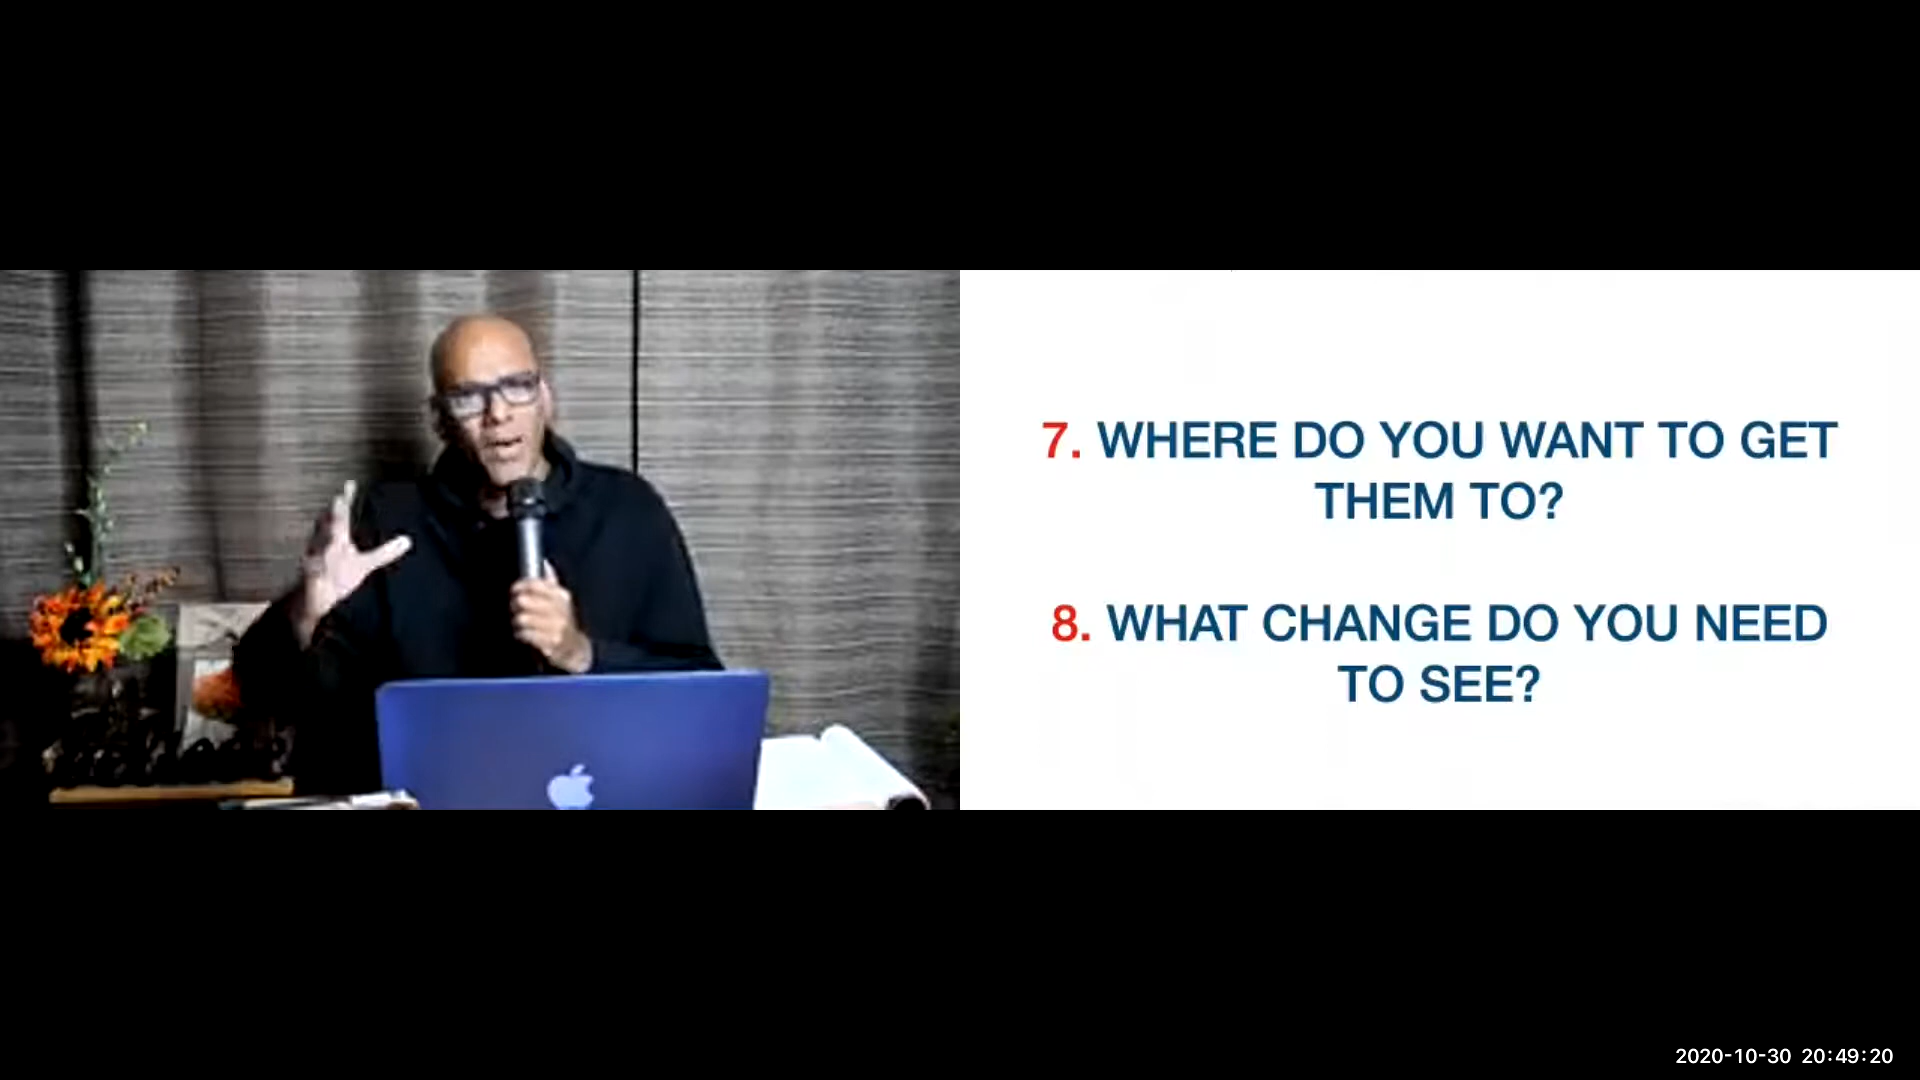 7. WHERE DO YOU WANT TO GET
THEM TO?
8. WHAT CHANGE DO YOU NEED
TO SEE?
2020-10-30 20:49:20